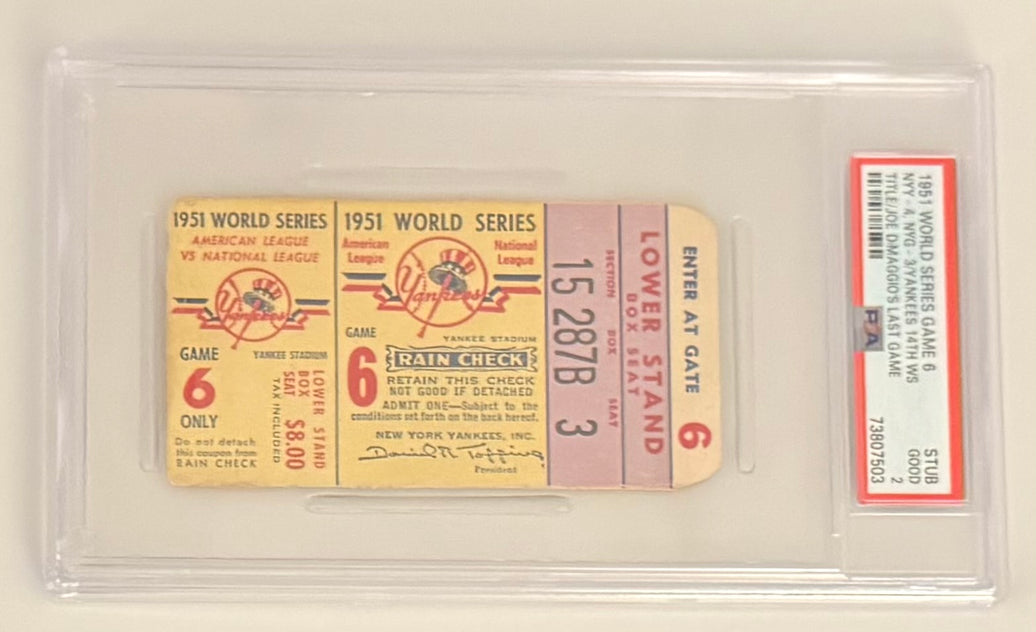 1951 WORLD SERIES
AMERICAN LEAGUE
VS NATIONAL LEAGUE
Yankees
GAME
YANKEE STADIUM
6
ONLY
Do not detach
this coupon from
RAIN CHECK
LOWER STAND
BOX
SEAT $8.00
TAX INCLUDED
1951 WORLD SERIES
American
League
National
League
Yankees
GAME
6
YANKEE STADIUM
RAIN CHECK
RETAIN THIS CHECK
NOT GOOD IF DETACHED
ADMIT ONE—Subject to the
conditions set forth on the back hereof.
NEW YORK YANKEES, INC.
Daniel R. Topping
President
SECTION BOX SEAT
15 287B 3
LOWER STAND
BOX SEAT
ENTER AT GATE 6
1951 WORLD SERIES GAME 6 STUB
NYY - 4, NYG - 3/YANKEES 14TH WS GOOD
TITLE/JOE DIMAGGIO'S LAST GAME 2
PSA 73807503